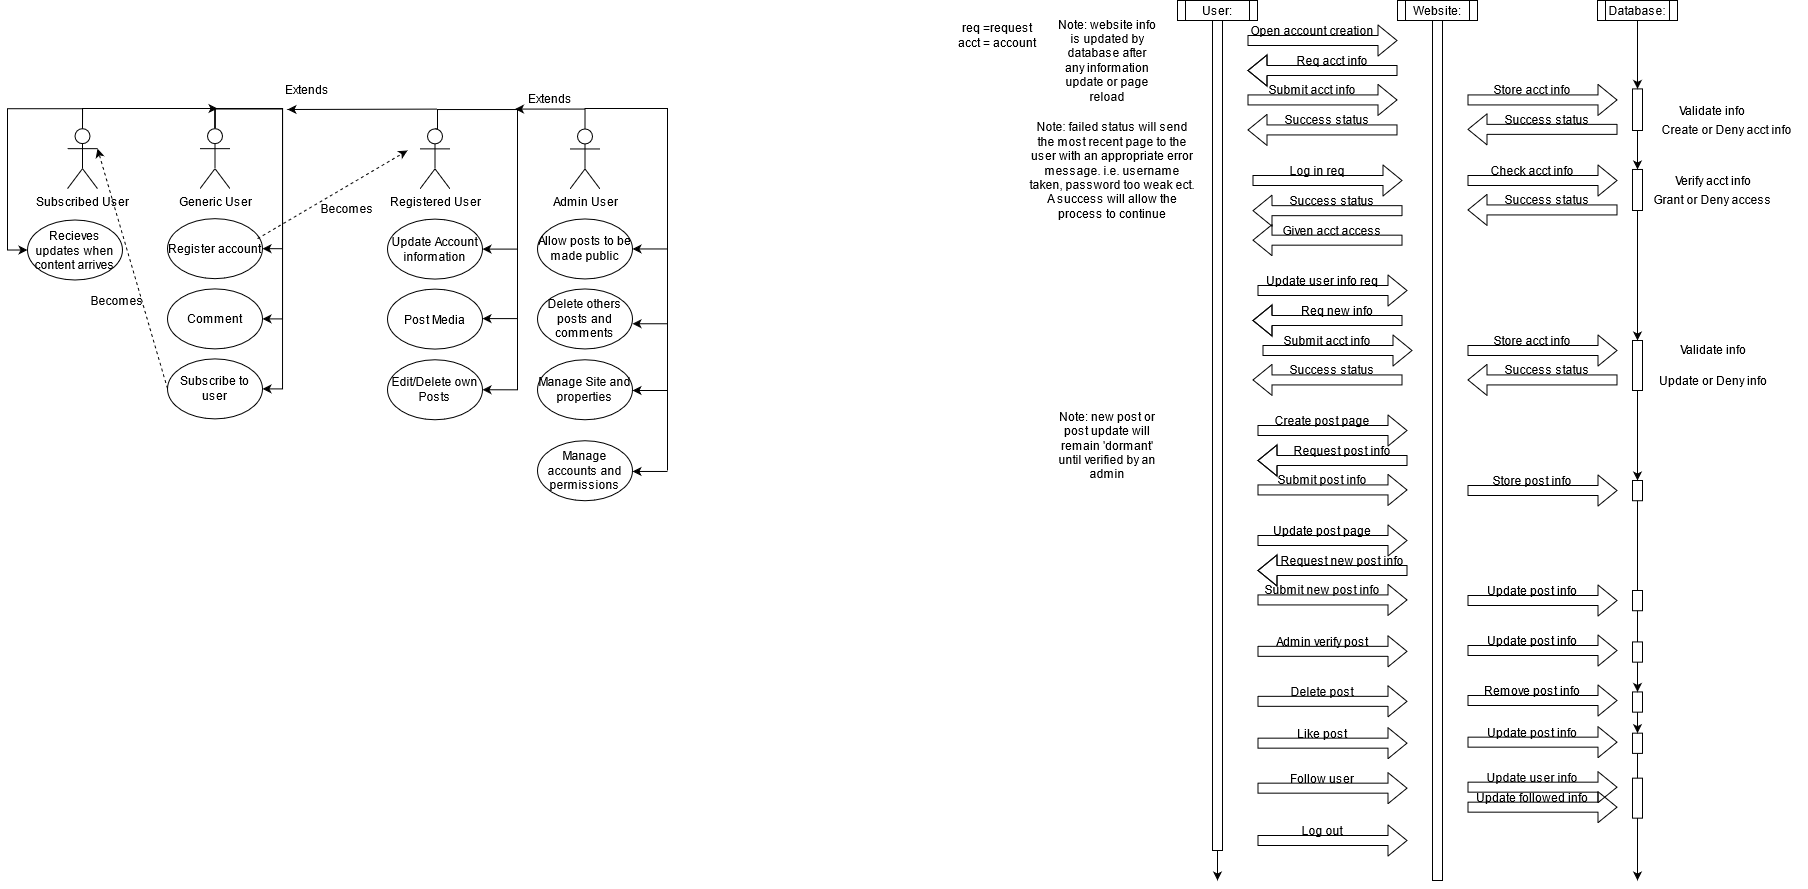 Extends
Extends
Subscribed User
Generic User
Registered User
Admin User
Becomes
Recieves
updates when
content arrives
Register account
Update Account
information
Allow posts to be
made public
Becomes
Comment
Post Media
Delete others
posts and
comments
Subscribe to
user
Edit/Delete own
Posts
Manage Site and
properties
Manage
accounts and
permissions
req =request
acct = account
Note: website info
is updated by
database after
any information
update or page
reload
Note: failed status will send
the most recent page to the
user with an appropriate error
message. i.e. username
taken, password too weak ect.
A success will allow the
process to continue
Note: new post or
post update will
remain 'dormant'
until verified by an
admin
User:
Website:
Database:
Open account creation
Req acct info
Submit acct info
Store acct info
Validate info
Success status
Success status
Create or Deny acct info
Log in req
Check acct info
Verify acct info
Success status
Success status
Grant or Deny access
Given acct access
Update user info req
Req new info
Submit acct info
Store acct info
Validate info
Success status
Success status
Update or Deny info
Create post page
Request post info
Submit post info
Store post info
Update post page
Request new post info
Submit new post info
Update post info
Admin verify post
Update post info
Delete post
Remove post info
Like post
Update post info
Follow user
Update user info
Update followed info
Log out